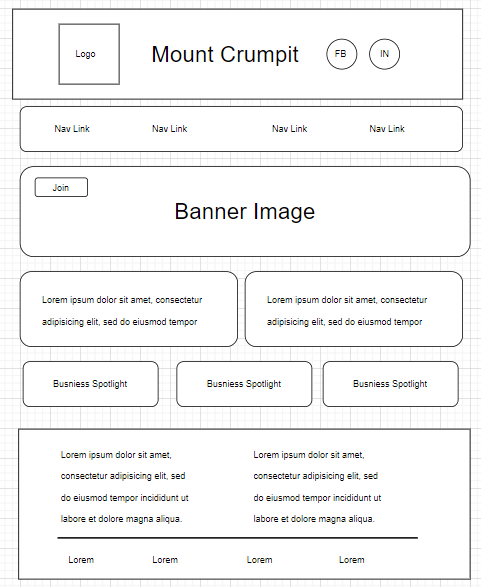 Logo
Mount Crumpit
FB
IN
Nav Link
Nav Link
Nav Link
Nav Link
Join
Banner Image
Lorem ipsum dolor sit amet, consectetur
adipisicing elit, sed do eiusmod tempor
Lorem ipsum dolor sit amet, consectetur
adipisicing elit, sed do eiusmod tempor
Busniess Spotlight
Busniess Spotlight
Busniess Spotlight
Lorem ipsum dolor sit amet,
consectetur adipisicing elit, sed
do eiusmod tempor incididunt ut
labore et dolore magna aliqua.
Lorem ipsum dolor sit amet,
consectetur adipisicing elit, sed
do eiusmod tempor incididunt ut
labore et dolore magna aliqua.
Lorem
Lorem
Lorem
Lorem